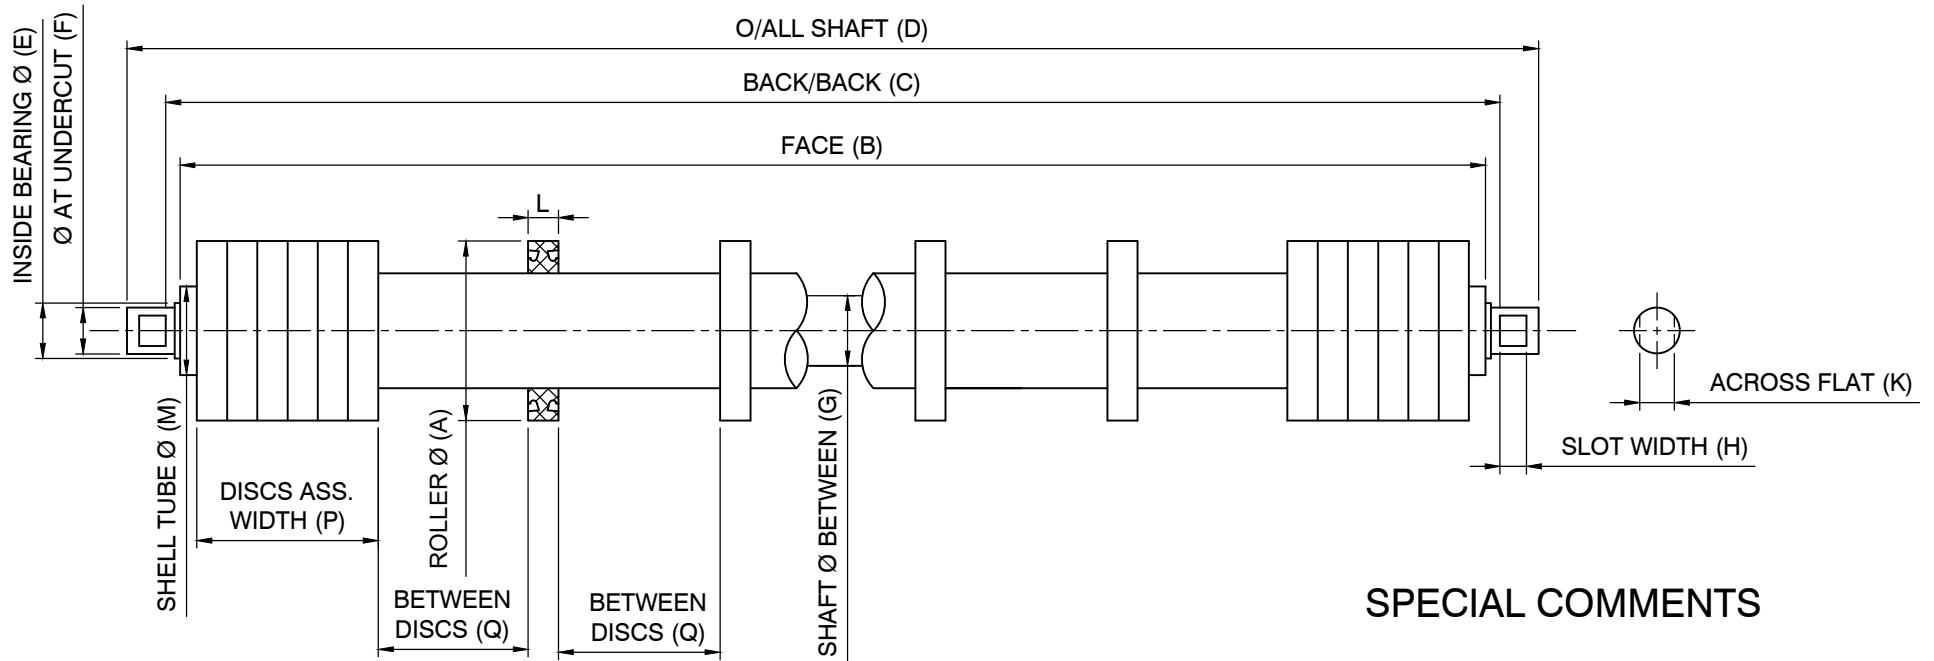 O/ALL SHAFT (D)
BACK/BACK (C)
FACE (B)
INSIDE BEARING Ø (E)
Ø AT UNDERCUT (F)
L
ACROSS FLAT (K)
SLOT WIDTH (H)
SHELL TUBE Ø (M)
DISCS ASS.
WIDTH (P)
ROLLER Ø (A)
SHAFT Ø BETWEEN (G)
BETWEEN
DISCS (Q)
BETWEEN
DISCS (Q)
SPECIAL COMMENTS